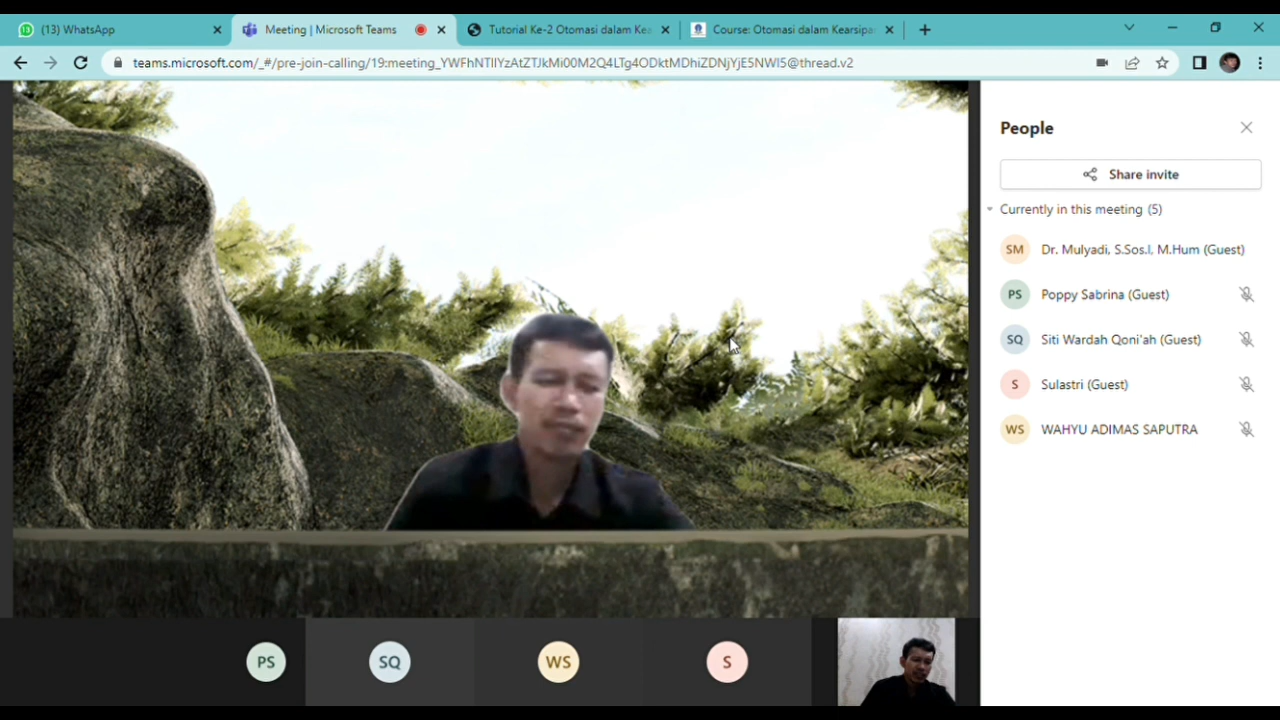 (13) WhatsApp
Meeting | Microsoft Teams
Tutorial Ke-2 Otomasi dalam Kea
Course: Otomasi dalam Kearsipa
teams.microsoft.com/_#/pre-join-calling/19:meeting_YWFhNTllYzAtZTJkMi00M2Q4LTg4ODktMDhiZDNjYjE5NWI5@thread.v2
People
Share invite
Currently in this meeting (5)
SM Dr. Mulyadi, S.Sos.I, M.Hum (Guest)
PS Poppy Sabrina (Guest)
SQ Siti Wardah Qoni'ah (Guest)
S Sulastri (Guest)
WS WAHYU ADIMAS SAPUTRA
PS SQ WS S